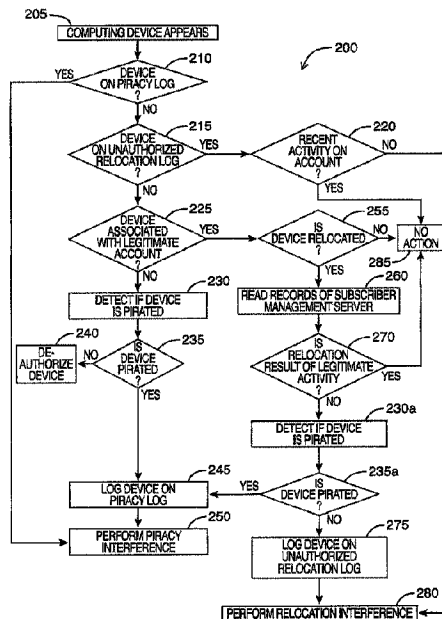 205
COMPUTING DEVICE APPEARS
200
210
YES
DEVICE
ON PIRACY LOG
?
NO
215
DEVICE
ON UNAUTHORIZED
RELOCATION LOG
?
YES
220
RECENT
ACTIVITY ON
ACCOUNT
?
NO
YES
NO
225
DEVICE
ASSOCIATED
WITH LEGITIMATE
ACCOUNT
?
YES
255
IS
DEVICE RELOCATED
?
NO
NO
ACTION
285
NO
YES
230
DETECT IF DEVICE
IS PIRATED
260
READ RECORDS OF SUBSCRIBER
MANAGEMENT SERVER
240
DE-
AUTHORIZE
DEVICE
NO
235
IS
DEVICE
PIRATED
?
YES
270
IS
RELOCATION
RESULT OF LEGITIMATE
ACTIVITY
?
YES
NO
230a
DETECT IF DEVICE
IS PIRATED
245
LOG DEVICE ON
PIRACY LOG
YES
235a
IS
DEVICE PIRATED
?
NO
250
PERFORM PIRACY
INTERFERENCE
275
LOG DEVICE ON
UNAUTHORIZED
RELOCATION LOG
280
PERFORM RELOCATION INTERFERENCE